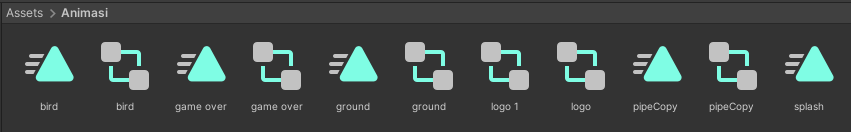 Assets > Animasi
bird bird game over game over ground ground logo 1 logo pipeCopy pipeCopy splash